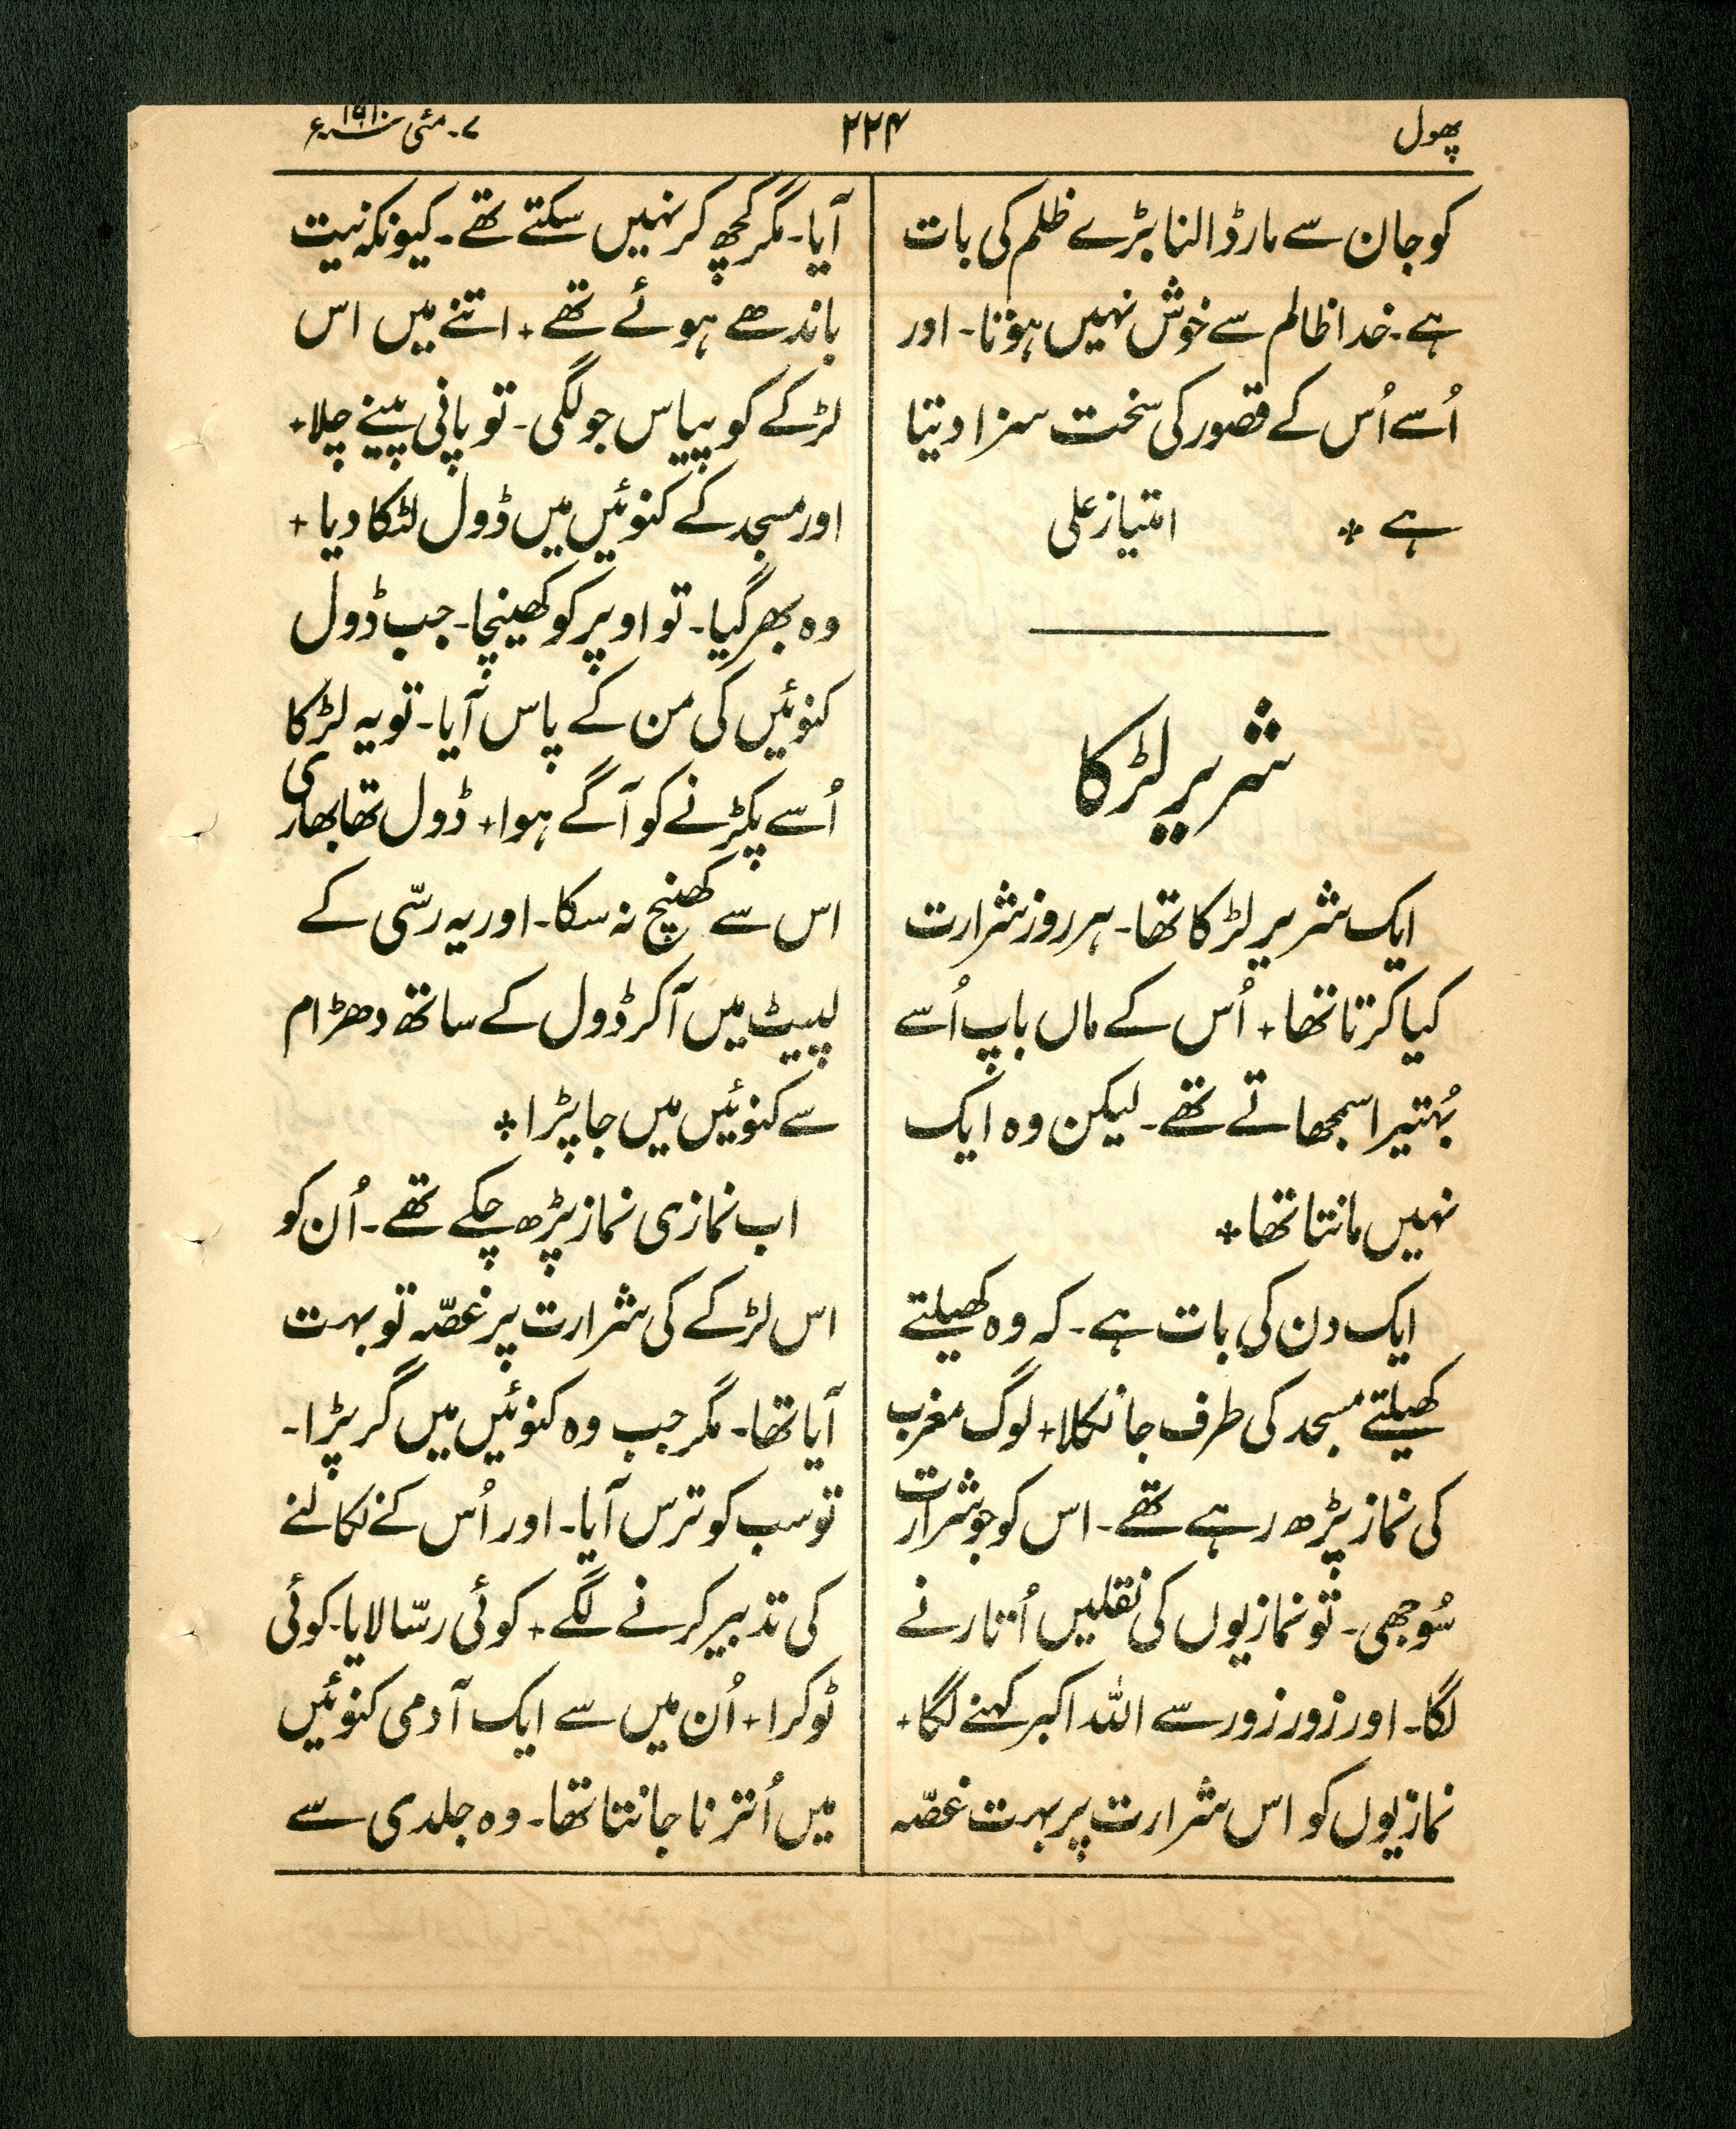 پھول
۲۲۴
۷۔ مئی ۱۹۱۰ء
کو جان سے مار ڈالنا بڑے ظلم کی بات
ہے۔ خدا ظالم سے خوش نہیں ہوتا۔ اور
اُسے اُس کے قصور کی سخت سزا دیتا
ہے + امتیاز علی
شریر لڑکا
ایک شریر لڑکا تھا۔ ہر روز شرارت
کیا کرتا تھا + اُس کے ماں باپ اُسے
بُہتیرا سمجھاتے تھے۔ لیکن وہ ایک
نہیں مانتا تھا +
ایک دن کی بات ہے۔ کہ وہ کھیلتے
کھیلتے مسجد کی طرف جا نکلا + لوگ مغرب
کی نماز پڑھ رہے تھے۔ اس کو جو شرارت
سُوجھی۔ تو نمازیوں کی نقلیں اُتارنے
لگا۔ اور زور زور سے اللہ اکبر کہنے لگا +
نمازیوں کو اس شرارت پر بہت غصّہ
آیا۔ مگر کچھ کر نہیں سکتے تھے۔ کیونکہ نیت
باندھے ہوئے تھے + اتنے میں اس
لڑکے کو پیاس جو لگی۔ تو پانی پینے چلا +
اور مسجد کے کنوئیں میں ڈول لٹکا دیا +
وہ بھر گیا۔ تو اوپر کو کھینچا۔ جب ڈول
کنوئیں کی من کے پاس آیا۔ تو یہ لڑکا
اُسے پکڑنے کو آگے ہوا + ڈول تھا بھاری
اس سے کھنچ نہ سکا۔ اور یہ رسّی کے
لپیٹ میں آکر ڈول کے ساتھ دھڑام
سے کنوئیں میں جا پڑا +
اب نمازی نماز پڑھ چکے تھے۔ اُن کو
اس لڑکے کی شرارت پر غصّہ تو بہت
آیا تھا۔ مگر جب وہ کنوئیں میں گر پڑا۔
تو سب کو ترس آیا۔ اور اُس کے نکالنے
کی تدبیر کرنے لگے + کوئی رسّا لایا۔ کوئی
ٹوکرا + اُن میں سے ایک آدمی کنوئیں
میں اُترنا جانتا تھا۔ وہ جلدی سے